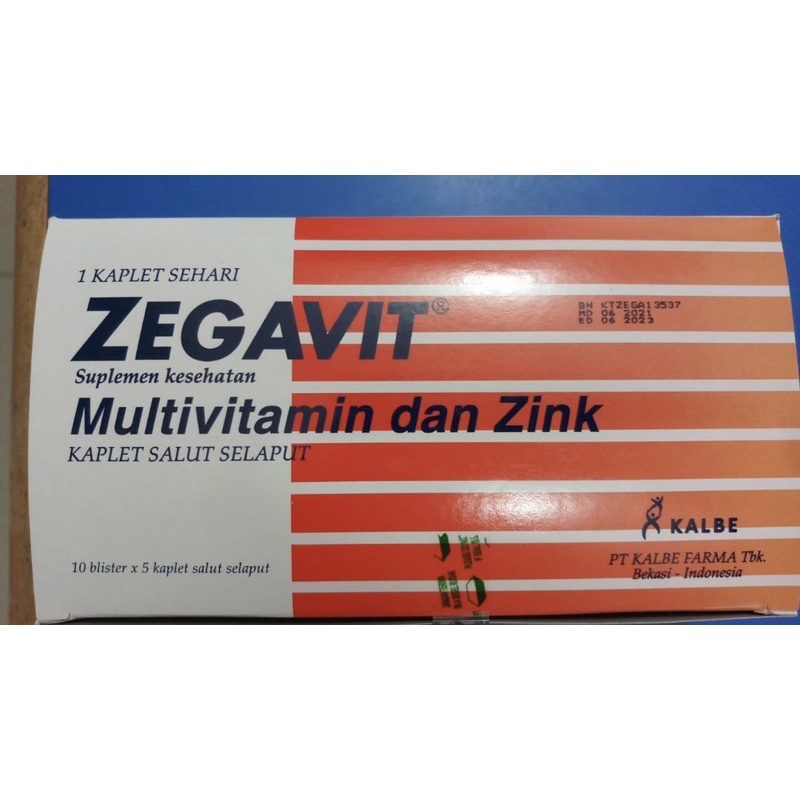 1 KAPLET SEHARI
ZEGAVIT®
Suplemen kesehatan
Multivitamin dan Zink
KAPLET SALUT SELAPUT
10 blister x 5 kaplet salut selaput
BN KTZEGA13537
MD 06 2021
ED 06 2023
KALBE
PT KALBE FARMA Tbk.
Bekasi - Indonesia